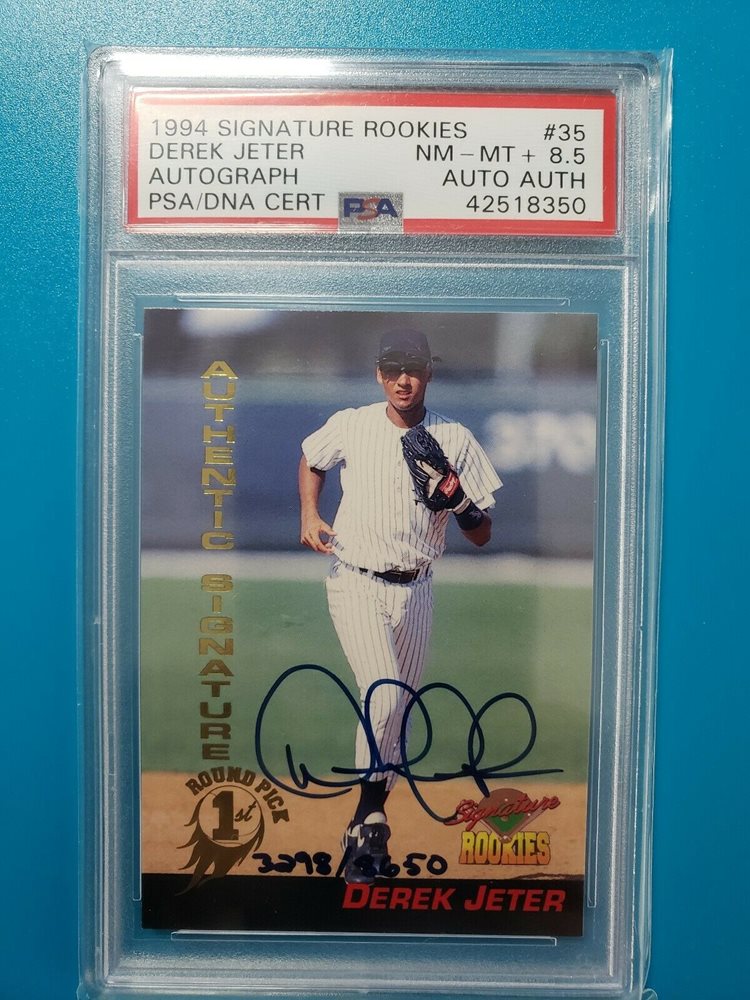 1994 SIGNATURE ROOKIES #35
DEREK JETER NM - MT + 8.5
AUTOGRAPH AUTO AUTH
PSA/DNA CERT PSA 42518350
AUTHENTIC SIGNATURE
ROUND PICK
1st
3298/8650
Signature
ROOKIES
DEREK JETER